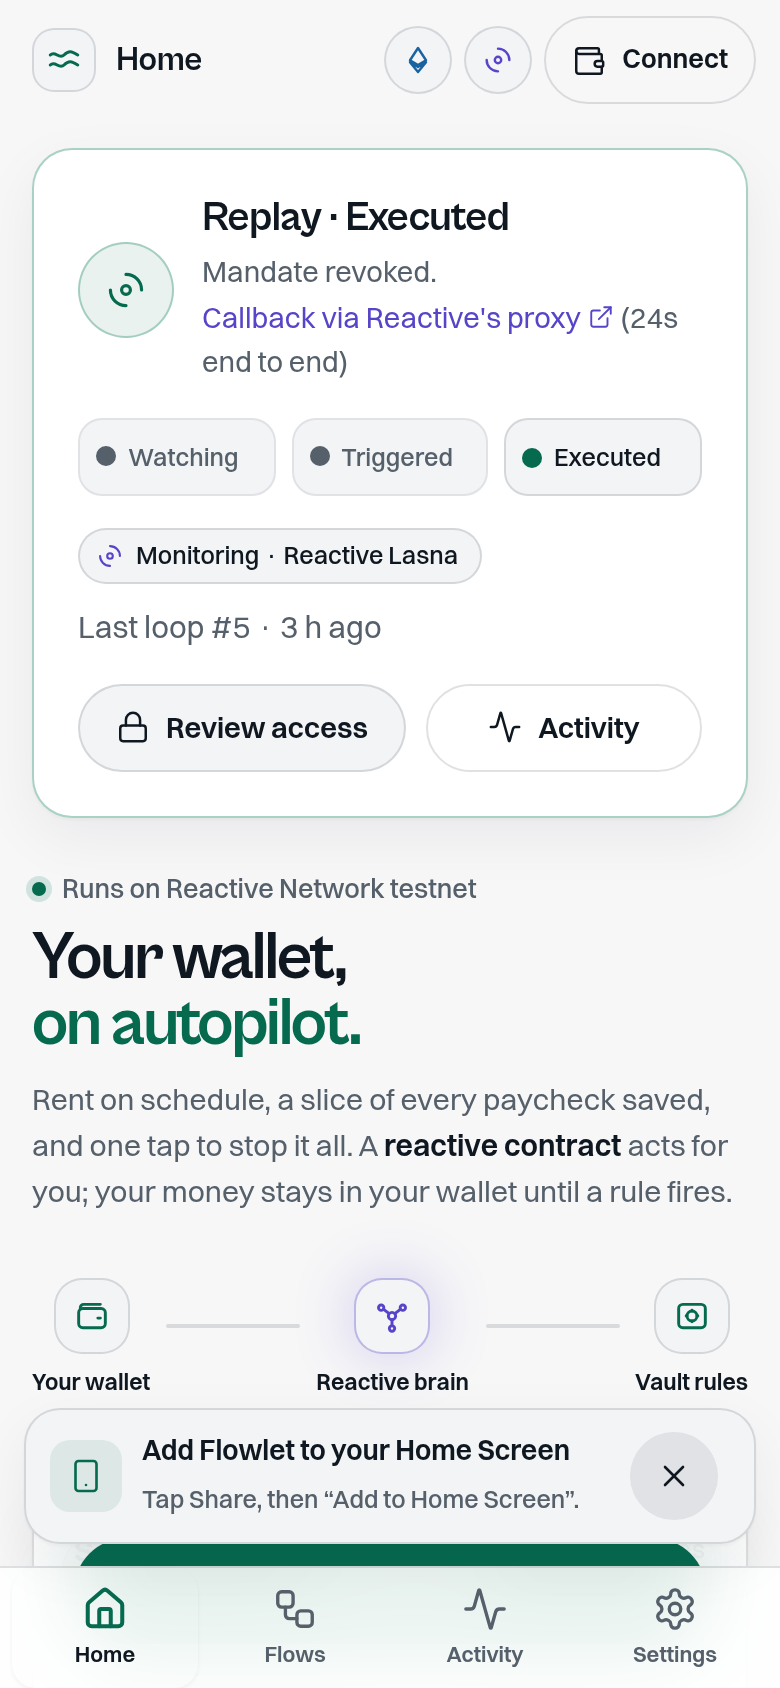 Home
Connect
Replay · Executed
Mandate revoked.
Callback via Reactive's proxy (24s
end to end)
Watching
Triggered
Executed
Monitoring · Reactive Lasna
Last loop #5 · 3 h ago
Review access
Activity
Runs on Reactive Network testnet
Your wallet,
on autopilot.
Rent on schedule, a slice of every paycheck saved,
and one tap to stop it all. A reactive contract acts for
you; your money stays in your wallet until a rule fires.
Your wallet
Reactive brain
Vault rules
Add Flowlet to your Home Screen
Tap Share, then “Add to Home Screen”.
Home
Flows
Activity
Settings